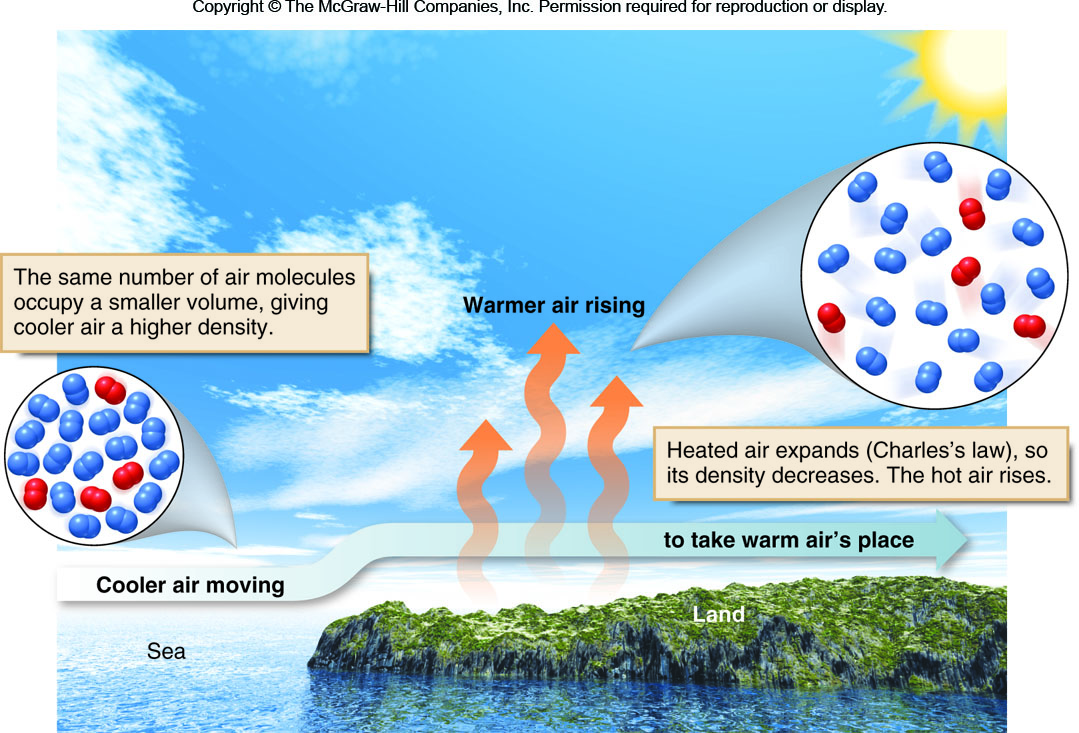 Copyright © The McGraw-Hill Companies, Inc. Permission required for reproduction or display.
The same number of air molecules
occupy a smaller volume, giving
cooler air a higher density.
Warmer air rising
Heated air expands (Charles's law), so
its density decreases. The hot air rises.
to take warm air's place
Cooler air moving
Land
Sea